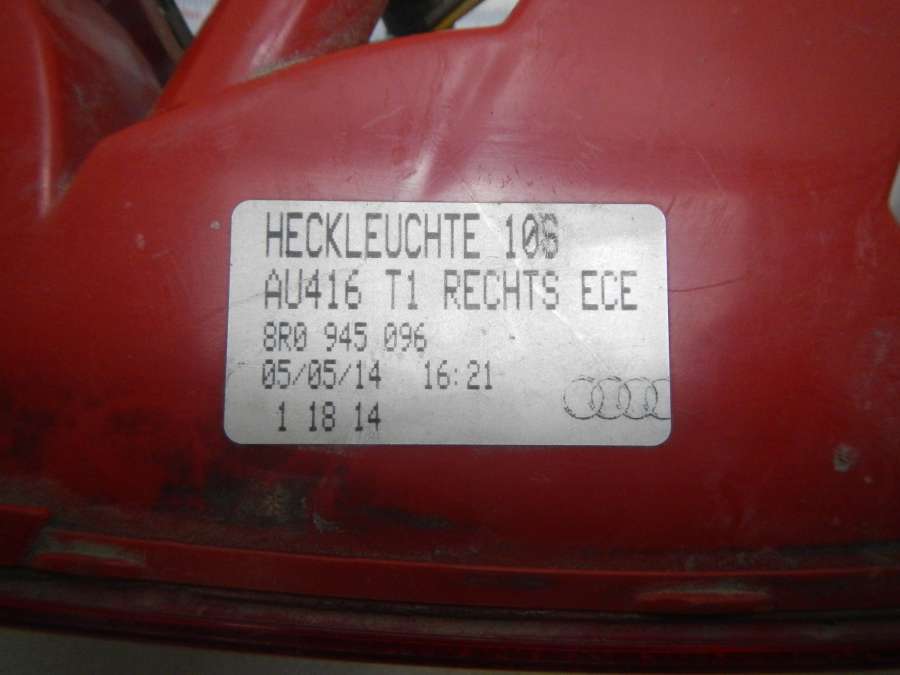 HECKLEUCHTE 10S
AU416 T1 RECHTS ECE
8R0 945 096
05/05/14 16:21
1 18 14